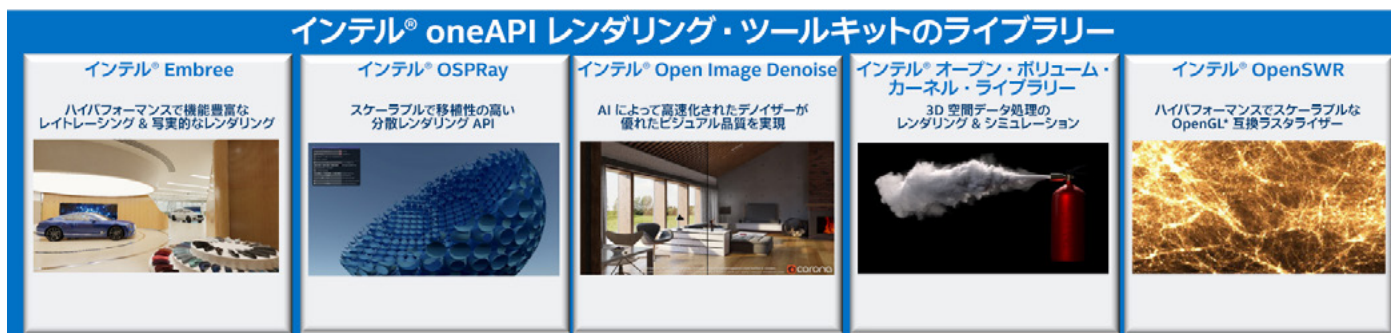 インテル® oneAPI レンダリング・ツールキットのライブラリー
インテル® Embree
ハイパフォーマンスで機能豊富な
レイトレーシング & 写実的なレンダリング
インテル® OSPRay
スケーラブルで移植性の高い
分散レンダリング API
インテル® Open Image Denoise
AI によって高速化されたデノイザーが
優れたビジュアル品質を実現
corona
インテル® オープン・ボリューム・
カーネル・ライブラリー
3D 空間データ処理の
レンダリング & シミュレーション
インテル® OpenSWR
ハイパフォーマンスでスケーラブルな
OpenGL* 互換ラスタライザー